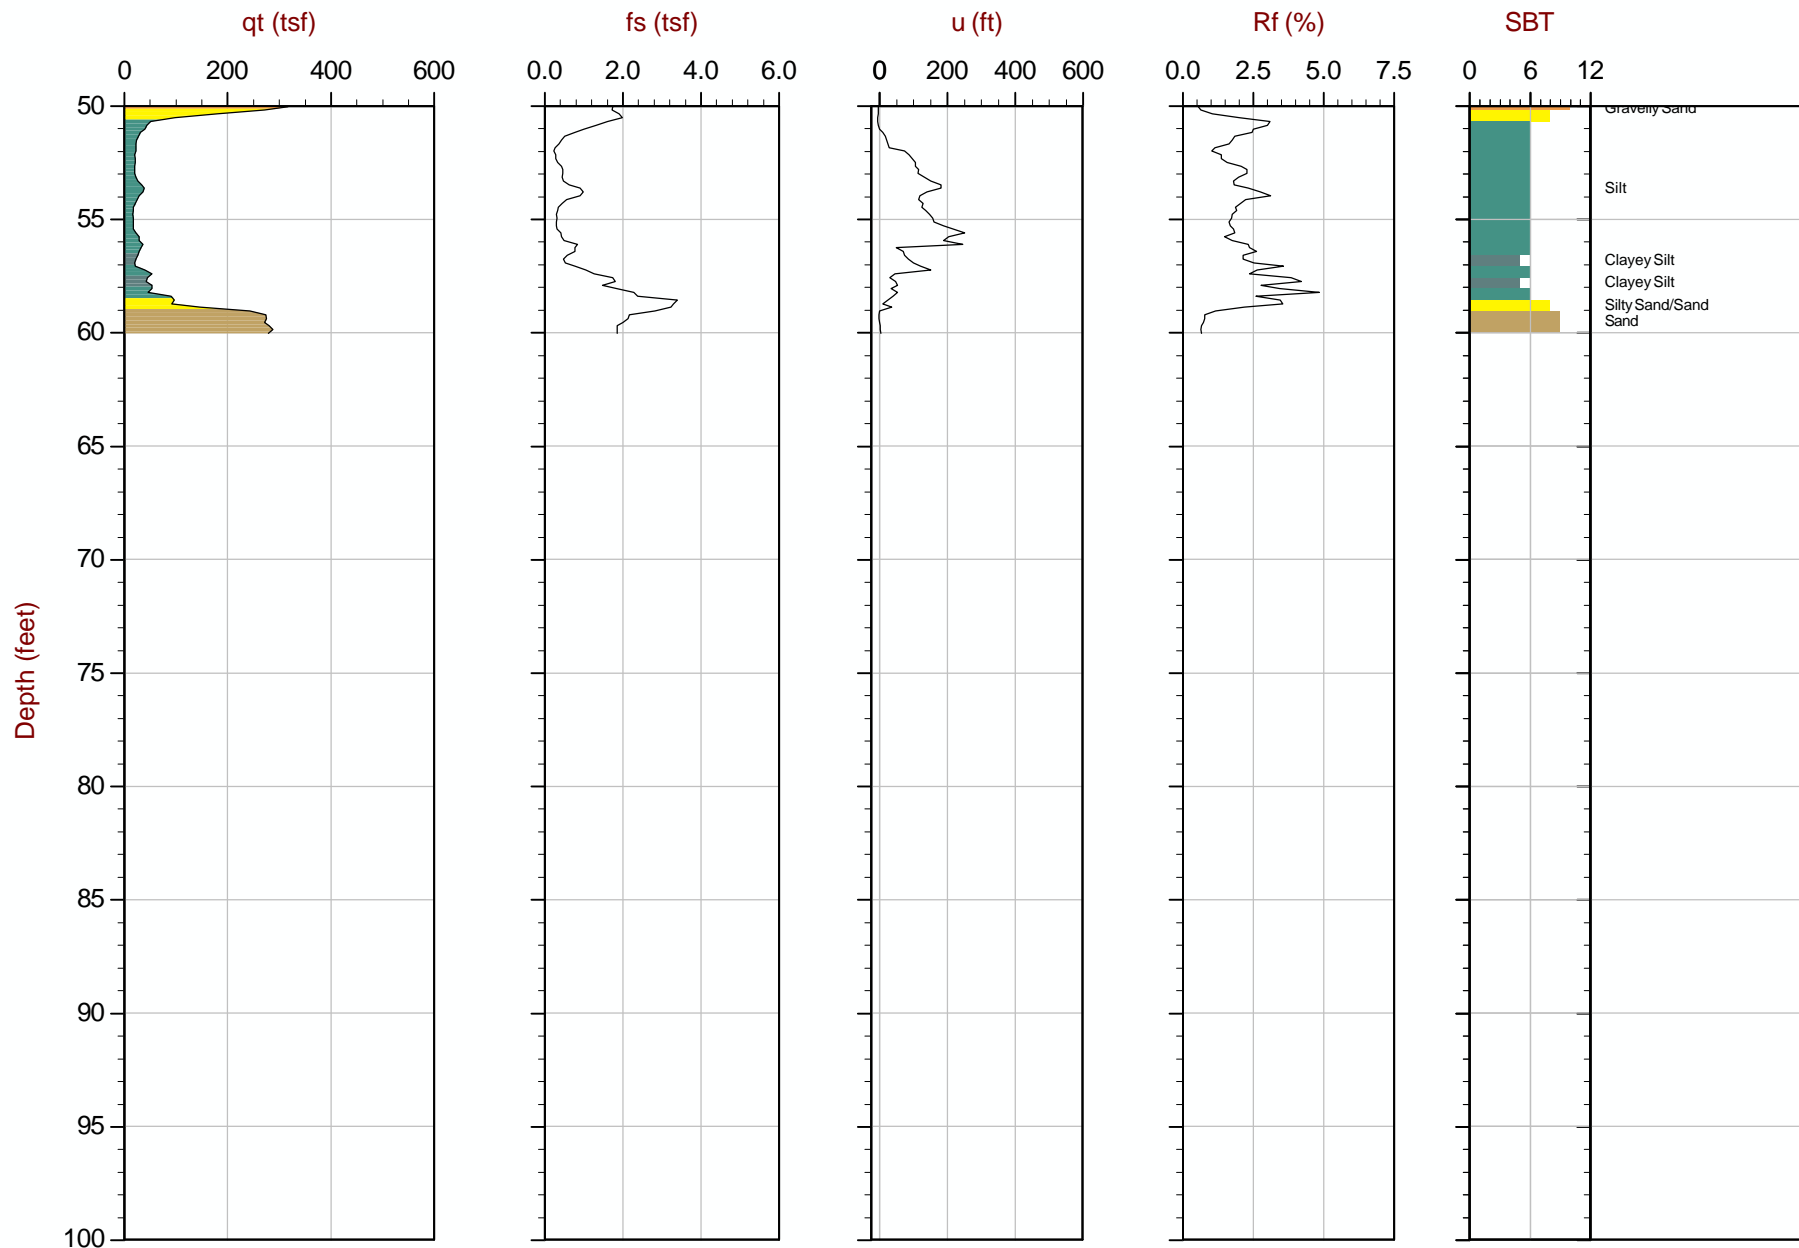 qt (tsf) fs (tsf) u (ft) Rf (%) SBT
0 200 400 600 0.0 2.0 4.0 6.0 0 200 400 600 0.0 2.5 5.0 7.5 0 6 12
50
Gravelly Sand
Silt
55
Clayey Silt
Clayey Silt
Silty Sand/Sand
Sand
60
65
70
75
Depth (feet)
80
85
90
95
100